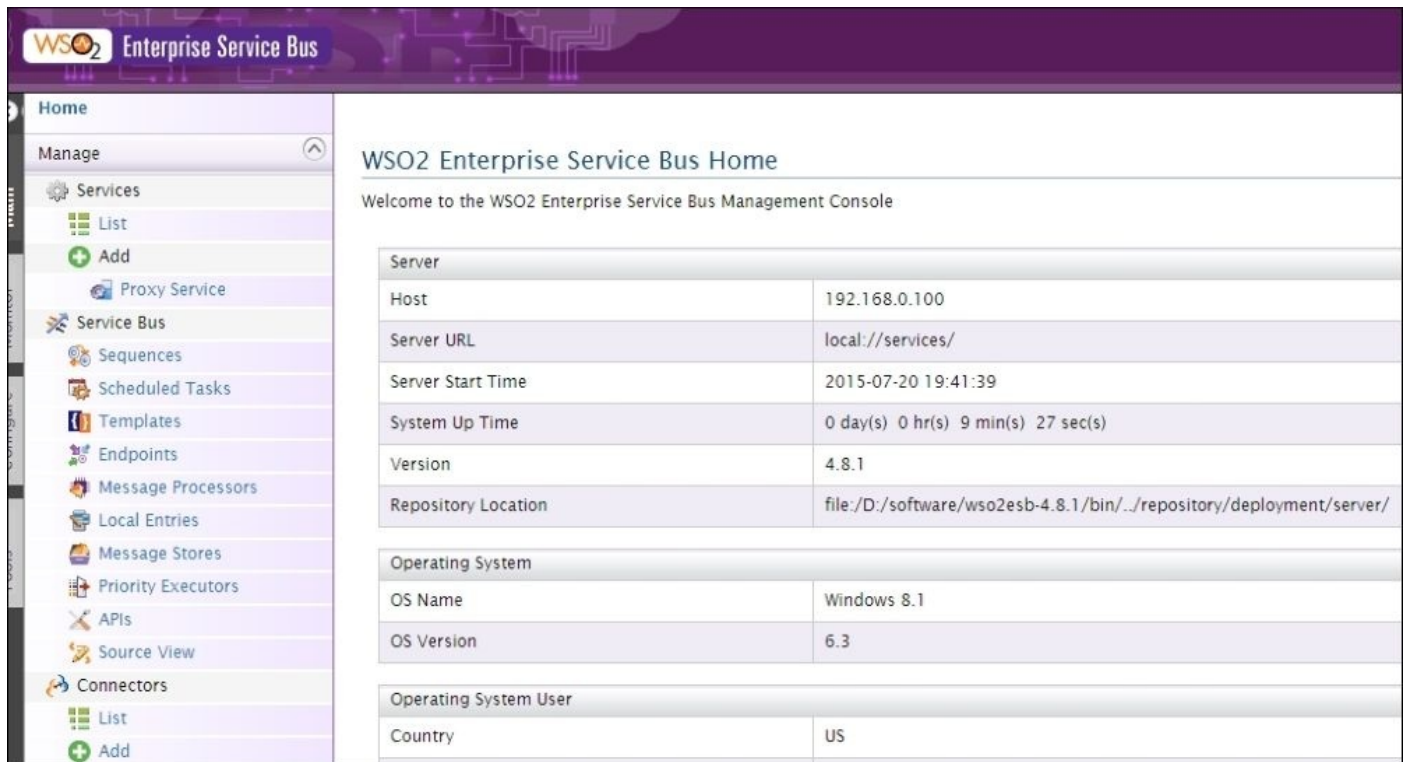 WSO2 Enterprise Service Bus
Home
Manage
Services
List
Add
Proxy Service
Service Bus
Sequences
Scheduled Tasks
Templates
Endpoints
Message Processors
Local Entries
Message Stores
Priority Executors
APIs
Source View
Connectors
List
Add
WSO2 Enterprise Service Bus Home
Welcome to the WSO2 Enterprise Service Bus Management Console
Server
Host 192.168.0.100
Server URL local://services/
Server Start Time 2015-07-20 19:41:39
System Up Time 0 day(s) 0 hr(s) 9 min(s) 27 sec(s)
Version 4.8.1
Repository Location file:/D:/software/wso2esb-4.8.1/bin/../repository/deployment/server/
Operating System
OS Name Windows 8.1
OS Version 6.3
Operating System User
Country US